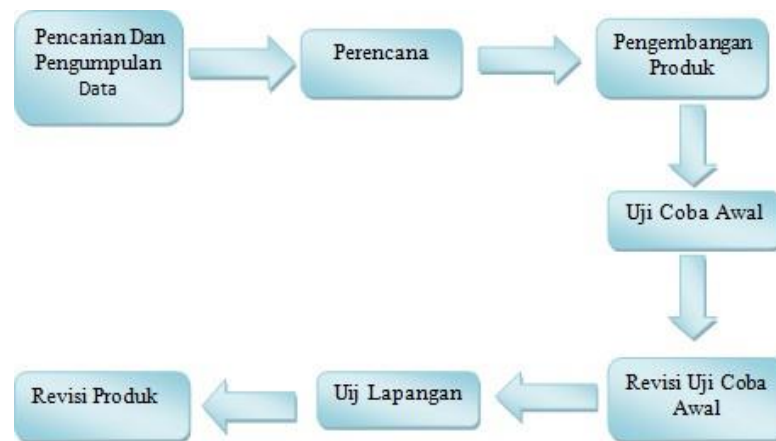 Pencarian Dan
Pengumpulan
Data
Perencana
Pengembangan
Produk
Uji Coba Awal
Revisi Uji Coba
Awal
Uij Lapangan
Revisi Produk